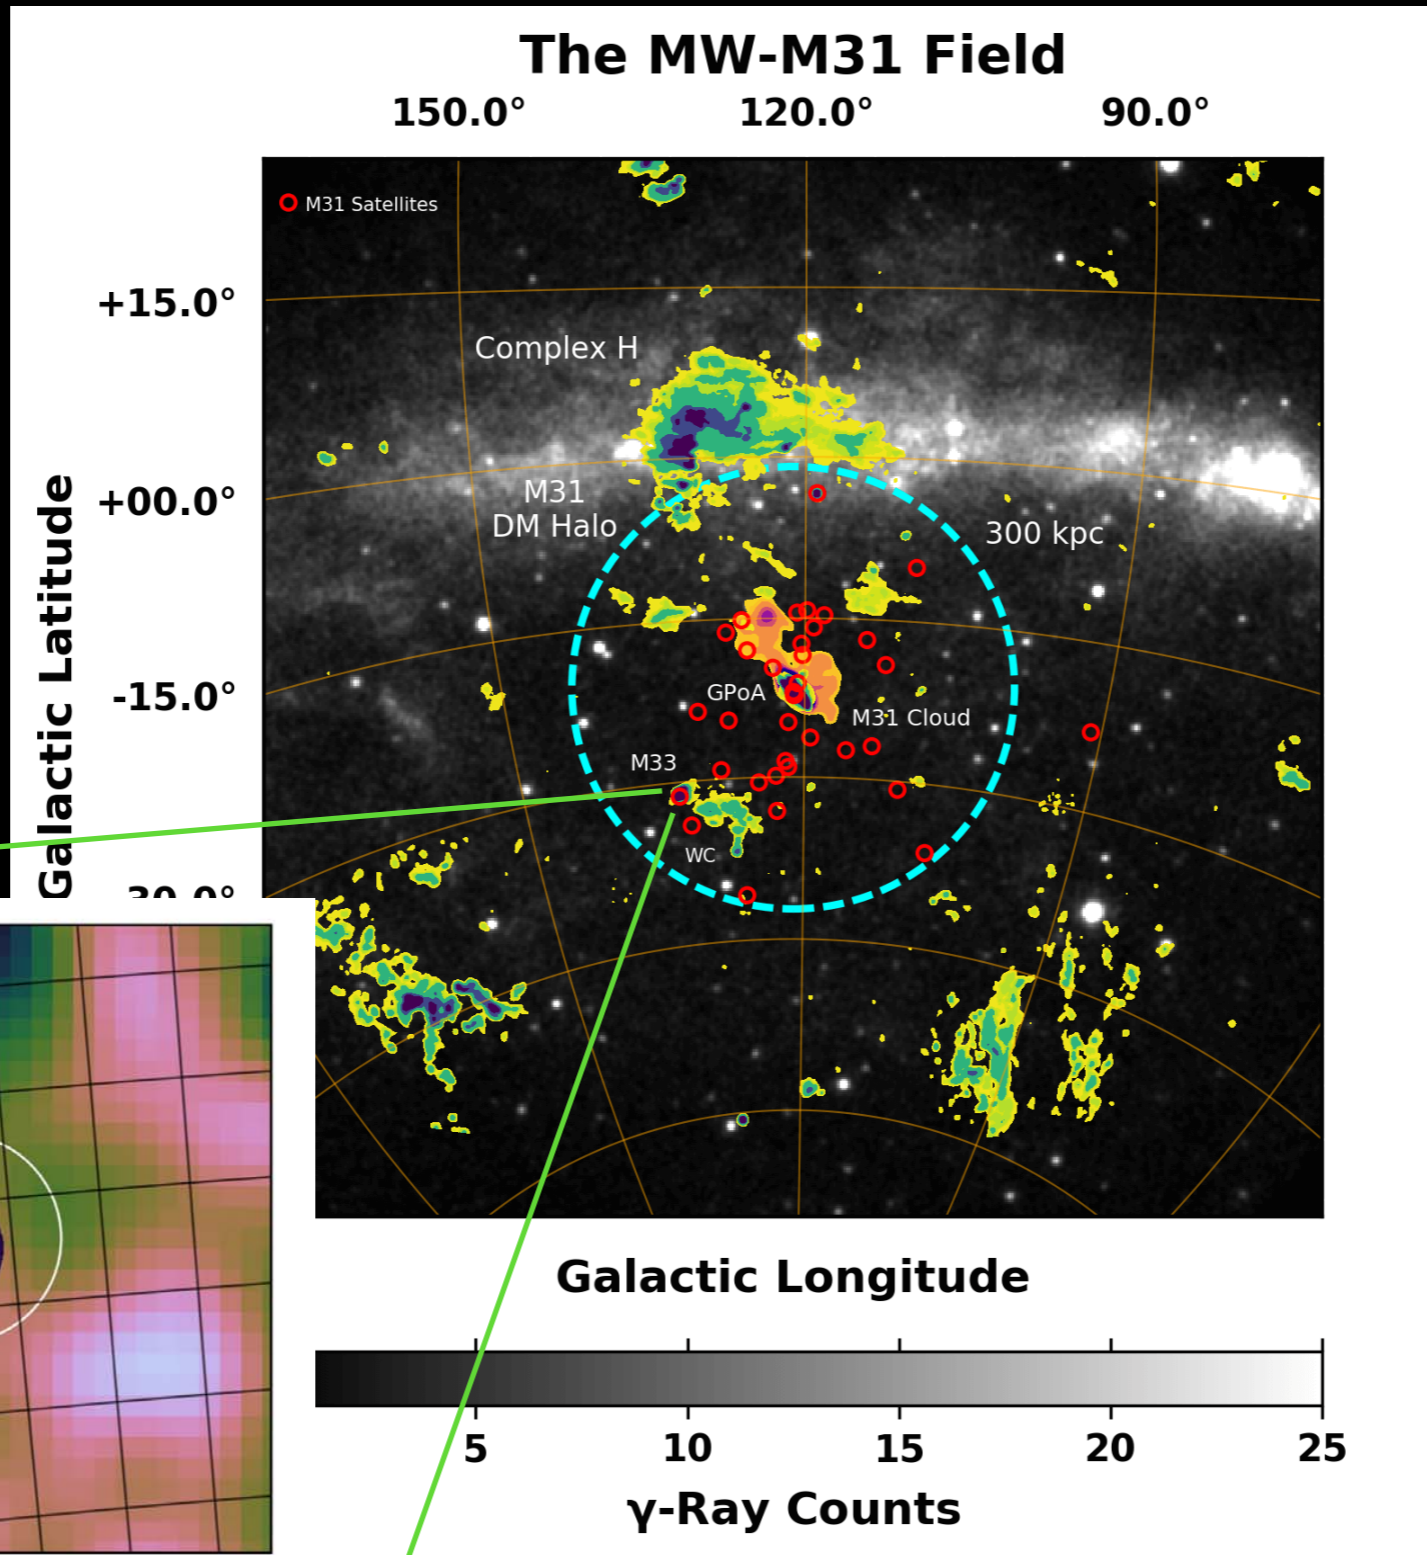 The MW-M31 Field
150.0° 120.0° 90.0°
M31 Satellites
+15.0°
Complex H
+00.0°
M31
DM Halo
300 kpc
Galactic Latitude
-15.0°
GPoA
M31 Cloud
M33
WC
30.0°
Galactic Longitude
5 10 15 20 25
γ-Ray Counts